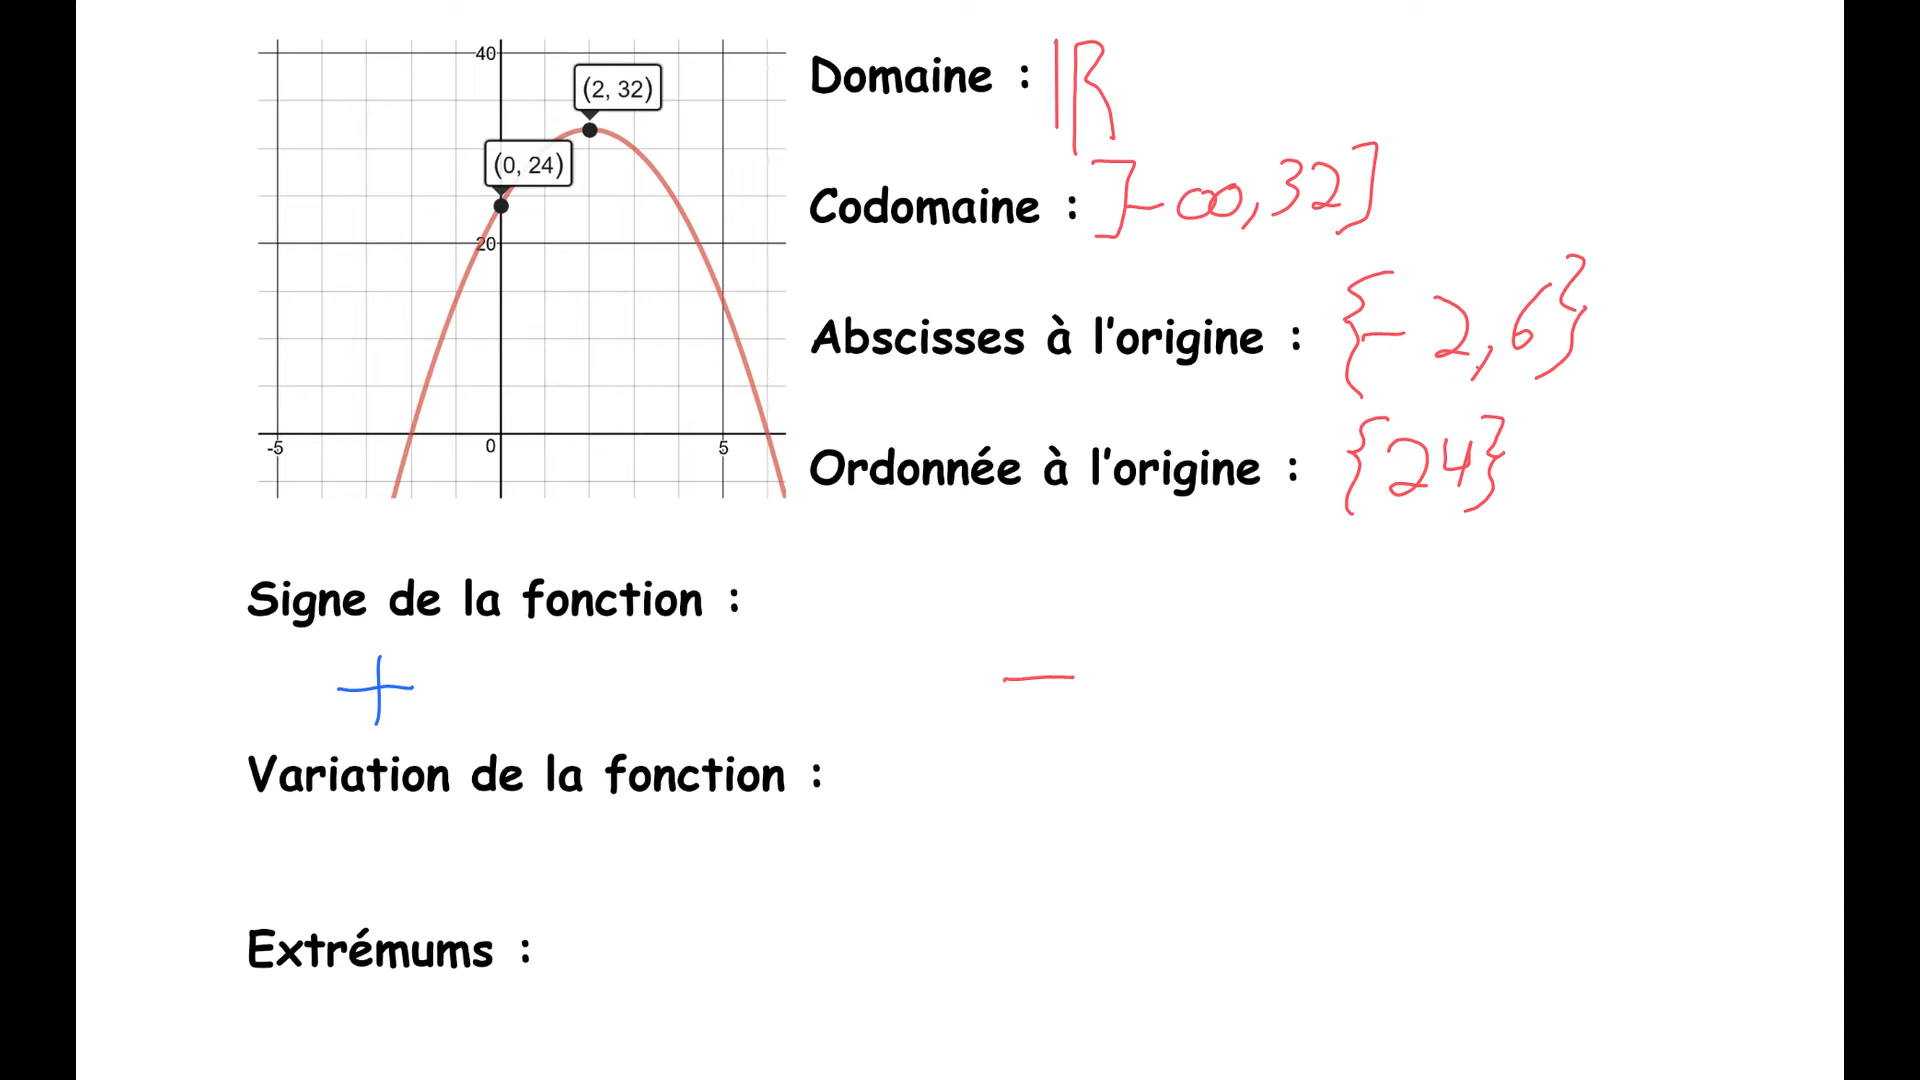 40
(2, 32)
(0, 24)
20
-5
0
5
Domaine : ℝ
Codomaine : ]-∞, 32]
Abscisses à l'origine : {-2, 6}
Ordonnée à l'origine : {24}
Signe de la fonction :
+ −
Variation de la fonction :
Extrémums :